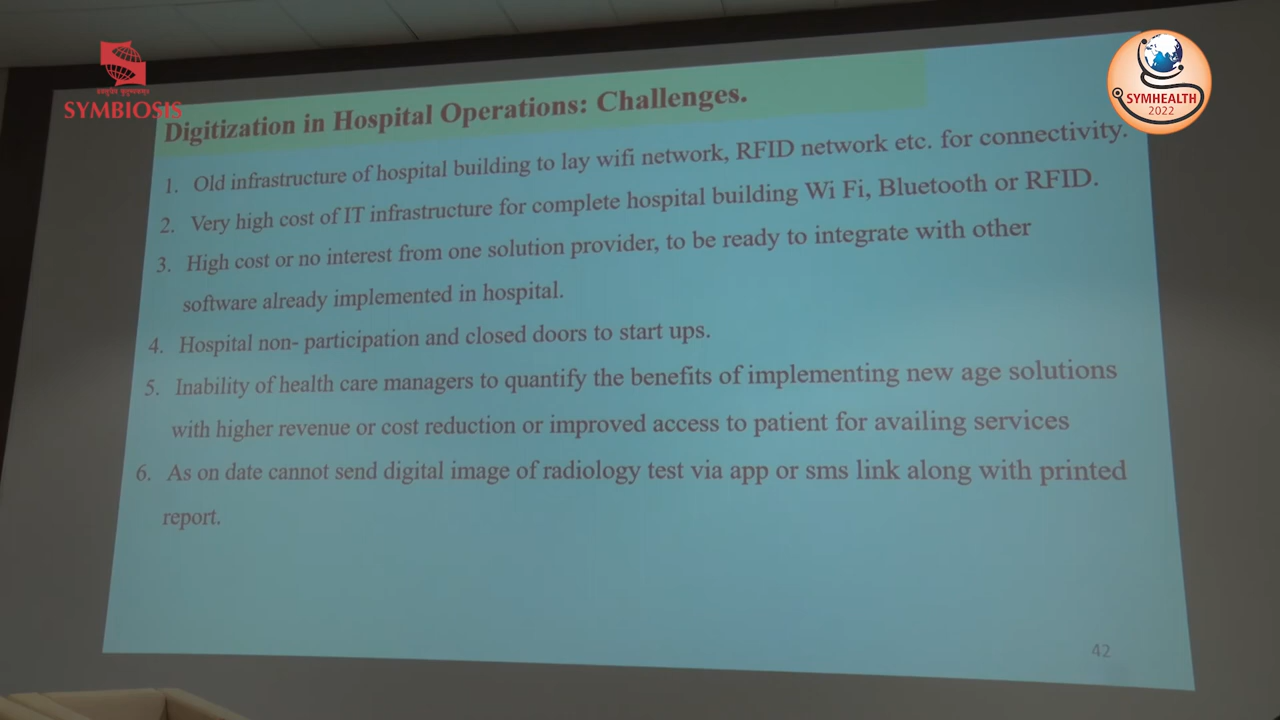 SYMBIOSIS
SYMHEALTH
2022
Digitization in Hospital Operations: Challenges.
1. Old infrastructure of hospital building to lay wifi network, RFID network etc. for connectivity.
2. Very high cost of IT infrastructure for complete hospital building Wi Fi, Bluetooth or RFID.
3. High cost or no interest from one solution provider, to be ready to integrate with other
software already implemented in hospital.
4. Hospital non- participation and closed doors to start ups.
5. Inability of health care managers to quantify the benefits of implementing new age solutions
with higher revenue or cost reduction or improved access to patient for availing services
6. As on date cannot send digital image of radiology test via app or sms link along with printed
report.
42